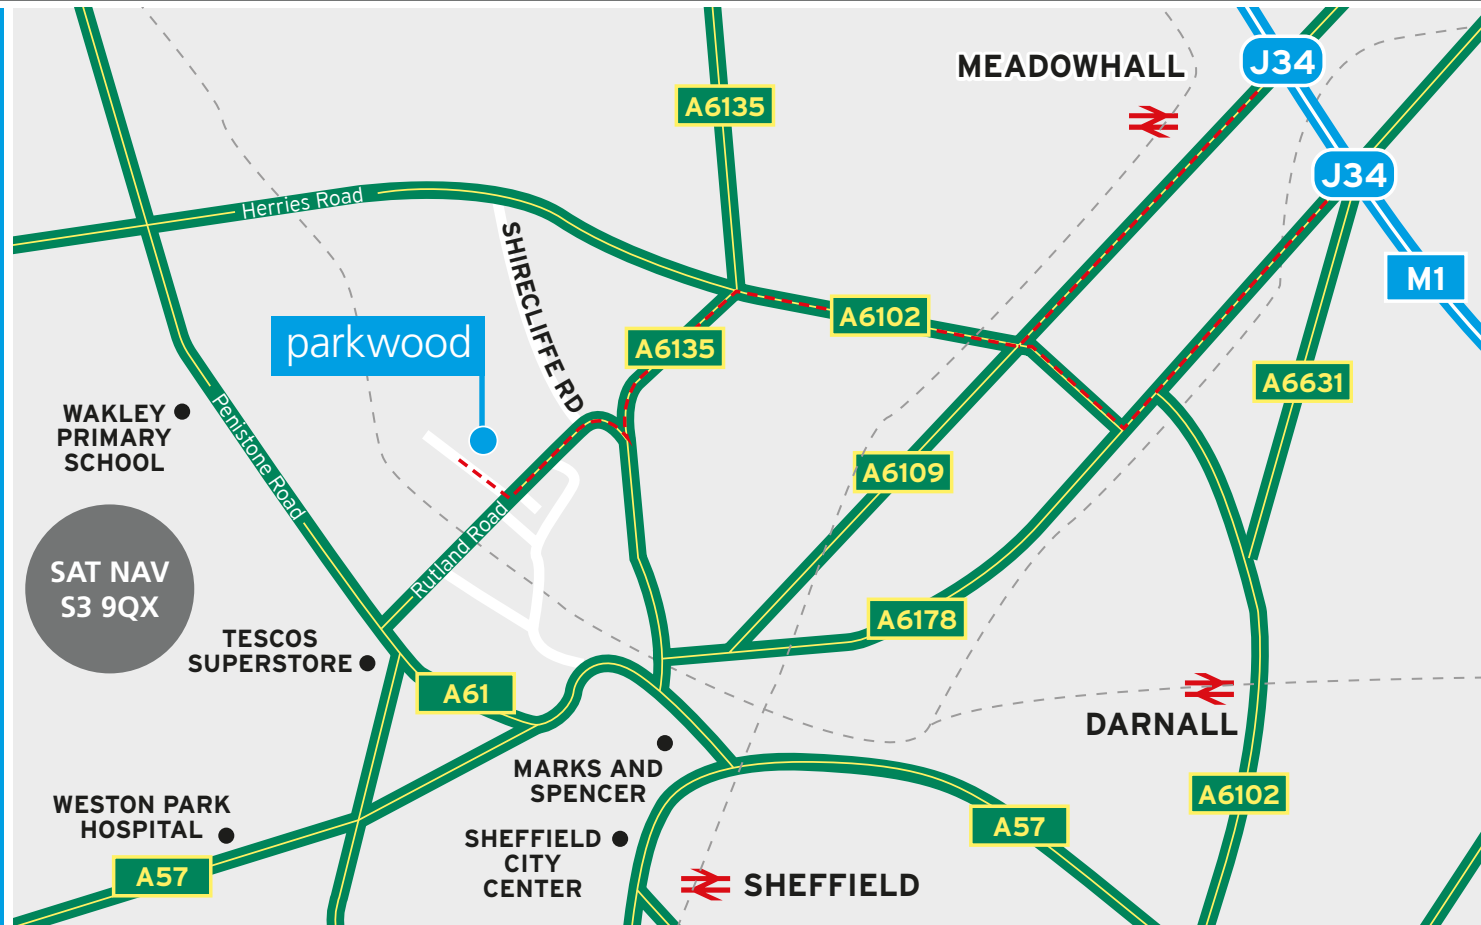 J34
MEADOWHALL
A6135
J34
Herries Road
SHIRECLIFFE RD
M1
A6102
parkwood
A6135
A6631
WAKLEY
PRIMARY
SCHOOL
Penistone Road
A6109
SAT NAV
S3 9QX
Rutland Road
A6178
TESCOS
SUPERSTORE
A61
DARNALL
MARKS AND
SPENCER
A6102
WESTON PARK
HOSPITAL
A57
SHEFFIELD
CITY
CENTER
A57
SHEFFIELD